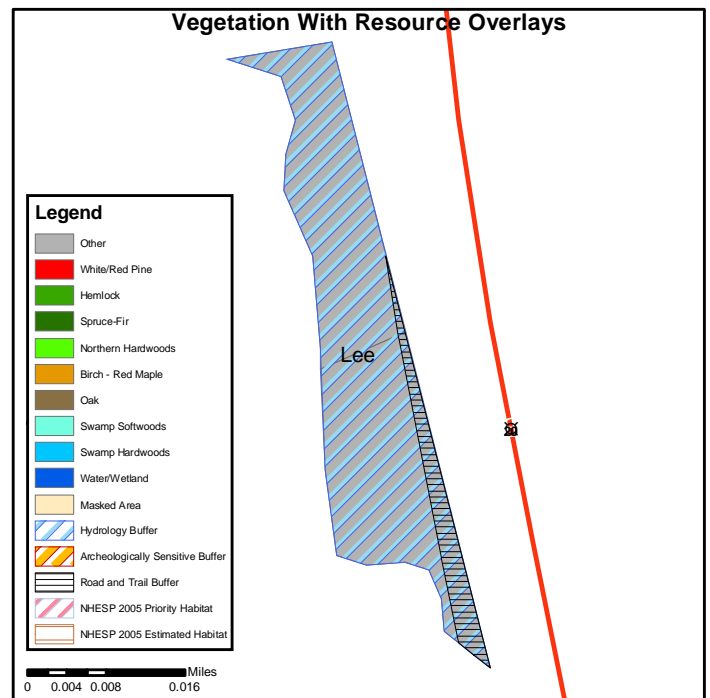 Vegetation With Resource Overlays
Lee
Legend
Other
White/Red Pine
Hemlock
Spruce-Fir
Northern Hardwoods
Birch - Red Maple
Oak
Swamp Softwoods
Swamp Hardwoods
Water/Wetland
Masked Area
Hydrology Buffer
Archeologically Sensitive Buffer
Road and Trail Buffer
NHESP 2005 Priority Habitat
NHESP 2005 Estimated Habitat
Miles
0 0.004 0.008 0.016